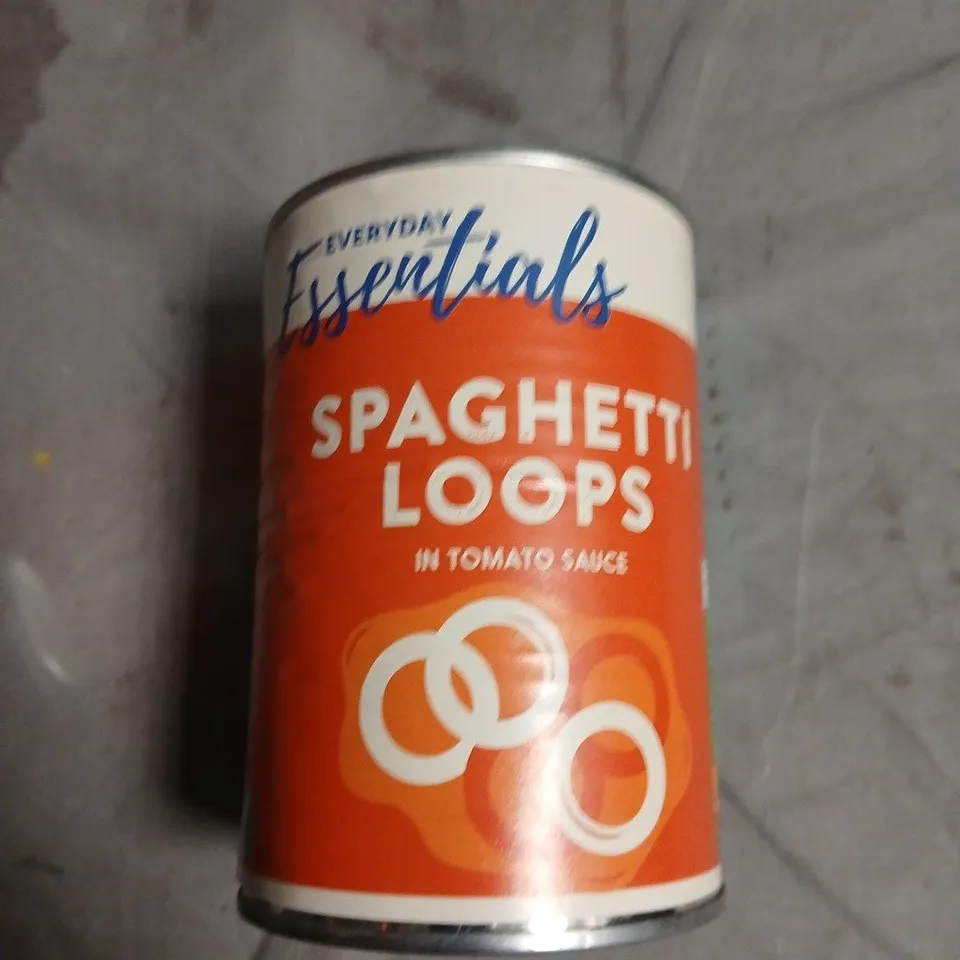 EVERYDAY
Essentials
SPAGHETTI
LOOPS
IN TOMATO SAUCE